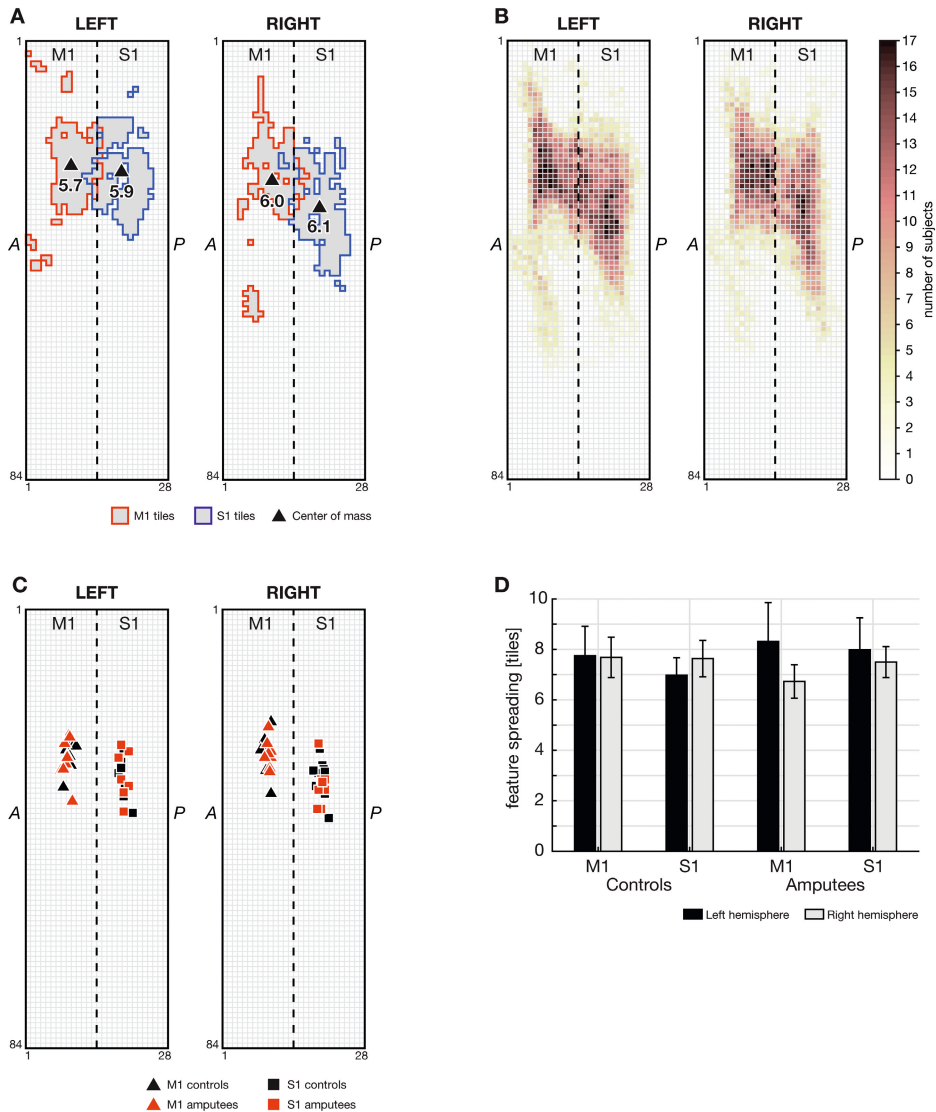 A
LEFT
RIGHT
1
M1
S1
5.7
5.9
A
84
1
28
1
M1
S1
6.0
6.1
P
84
1
28
M1 tiles
S1 tiles
Center of mass
B
LEFT
RIGHT
1
M1
S1
A
84
1
28
1
M1
S1
P
84
1
28
17
16
15
14
13
12
11
10
9
8
7
6
5
4
3
2
1
0
number of subjects
C
LEFT
RIGHT
1
M1
S1
A
84
1
28
1
M1
S1
P
84
1
28
M1 controls
S1 controls
M1 amputees
S1 amputees
D
feature spreading [tiles]
10
8
6
4
2
0
M1
S1
M1
S1
Controls
Amputees
Left hemisphere
Right hemisphere